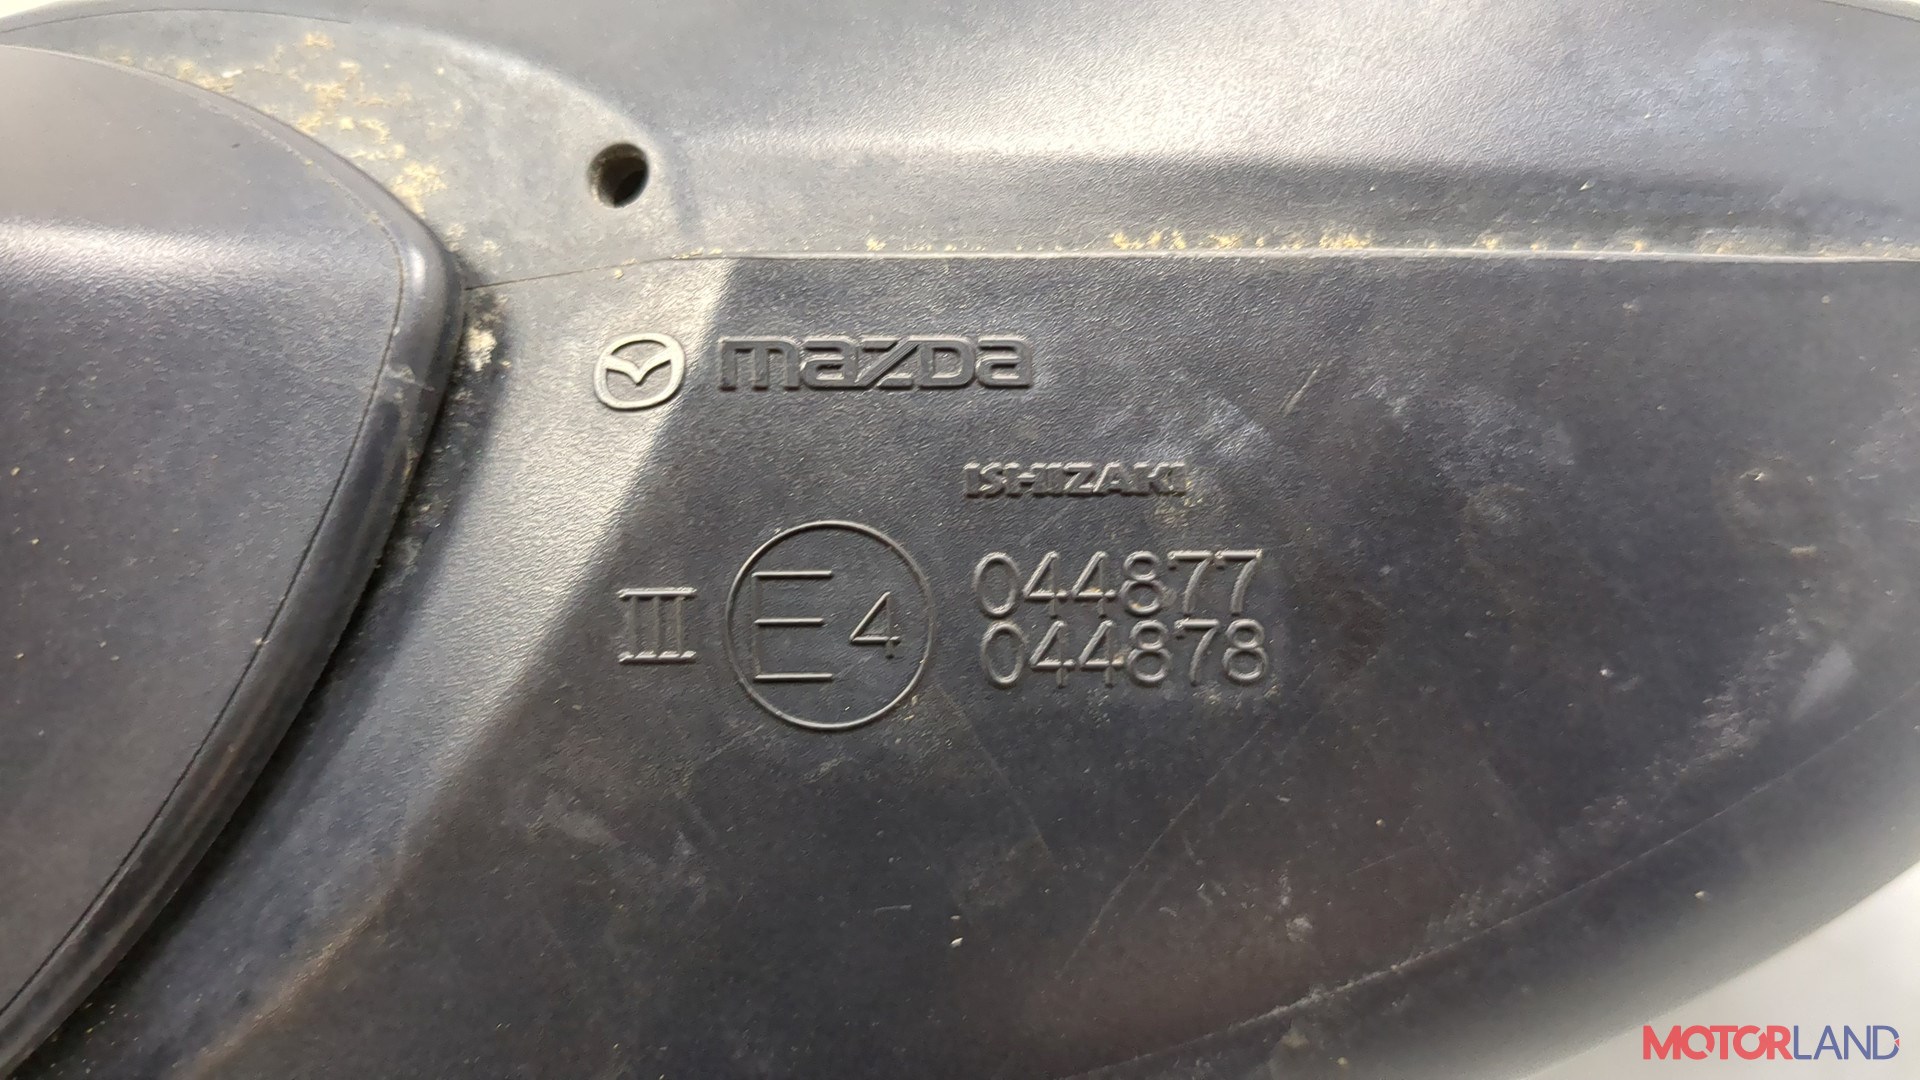 mazda
ISHIZAKI
III E4 044877
044878
MOTORLAND